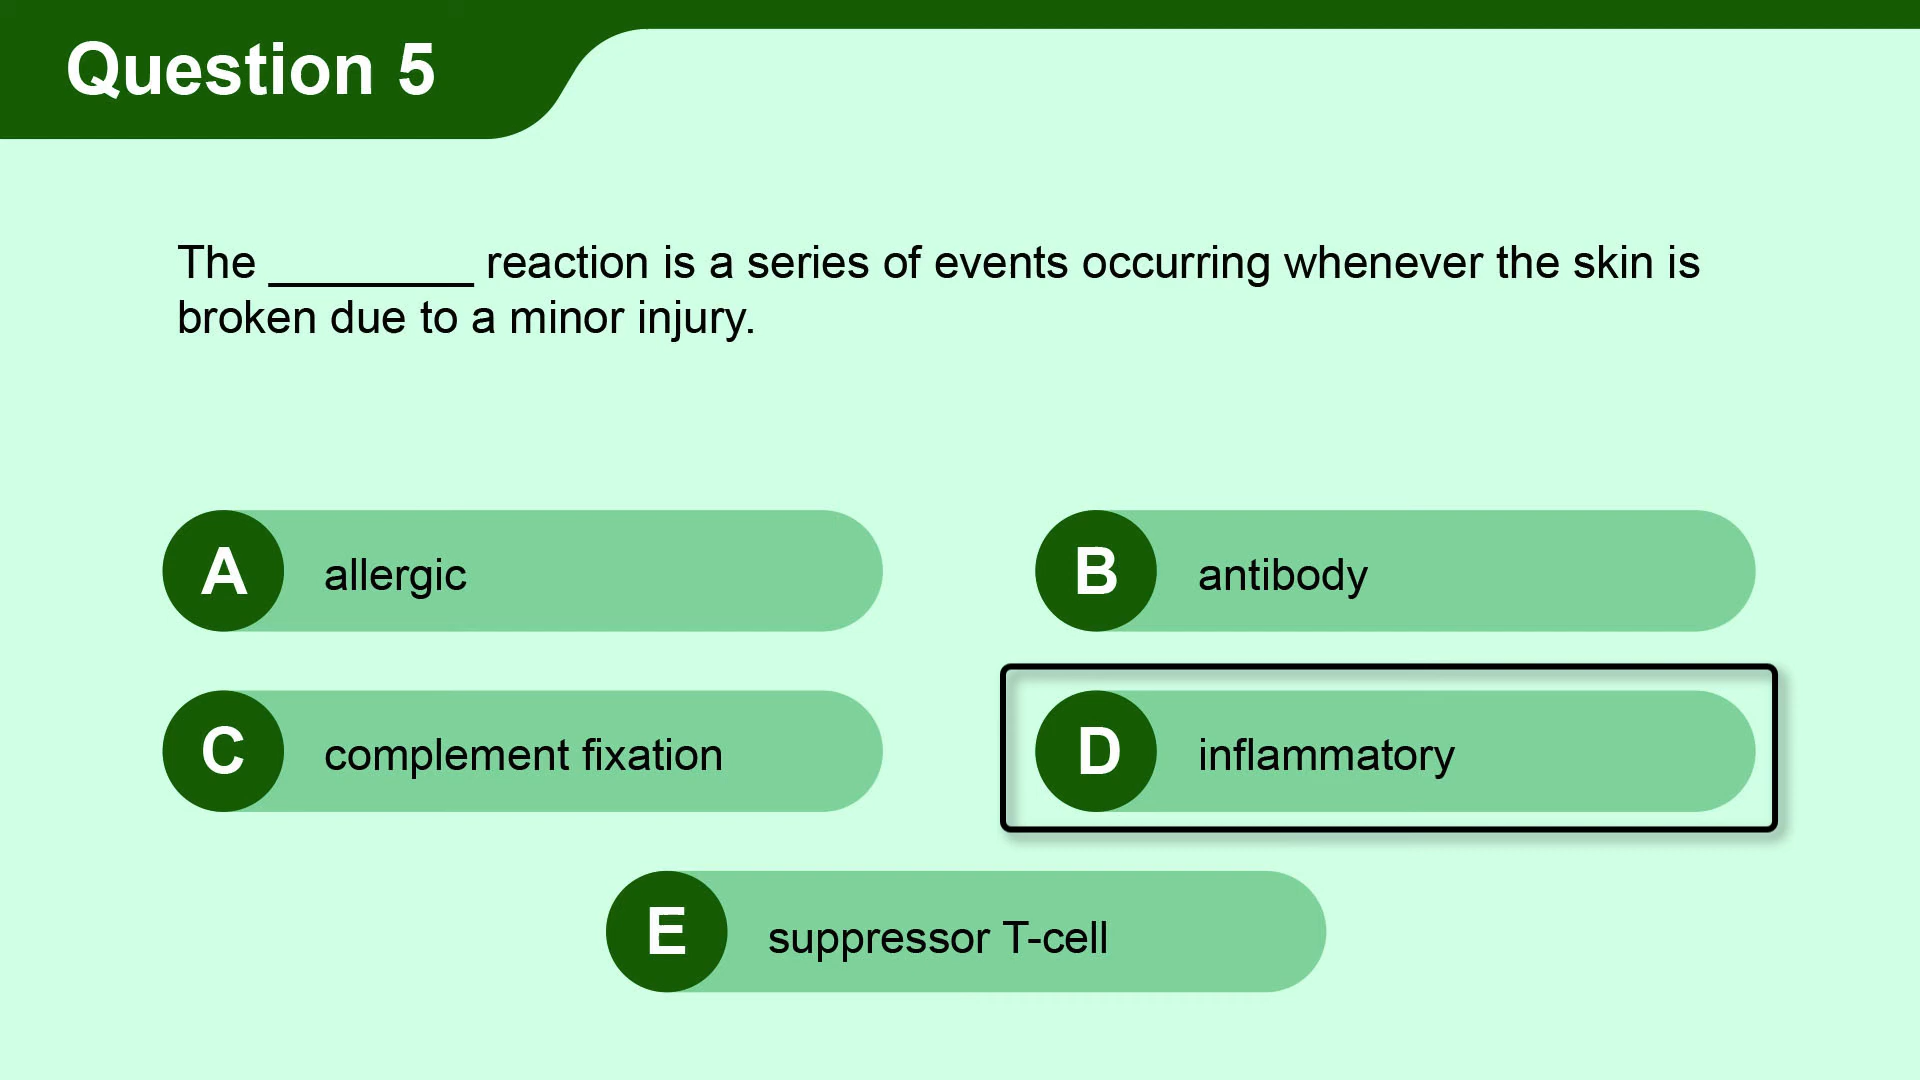 Question 5
The ________ reaction is a series of events occurring whenever the skin is
broken due to a minor injury.
A allergic
B antibody
C complement fixation
D inflammatory
E suppressor T-cell